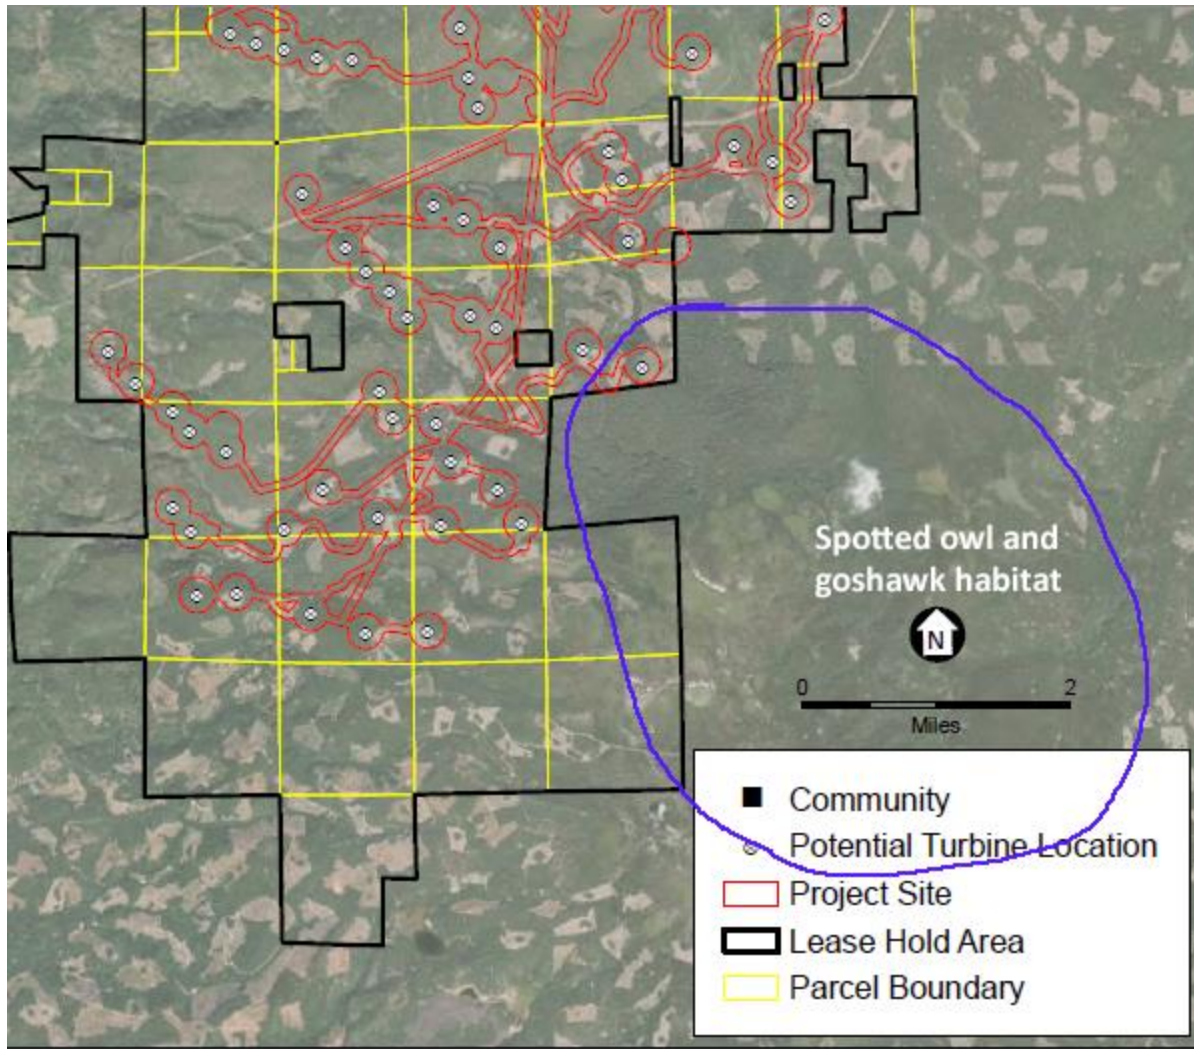 Spotted owl and
goshawk habitat
N
0 2
Miles
Community
Potential Turbine Location
Project Site
Lease Hold Area
Parcel Boundary